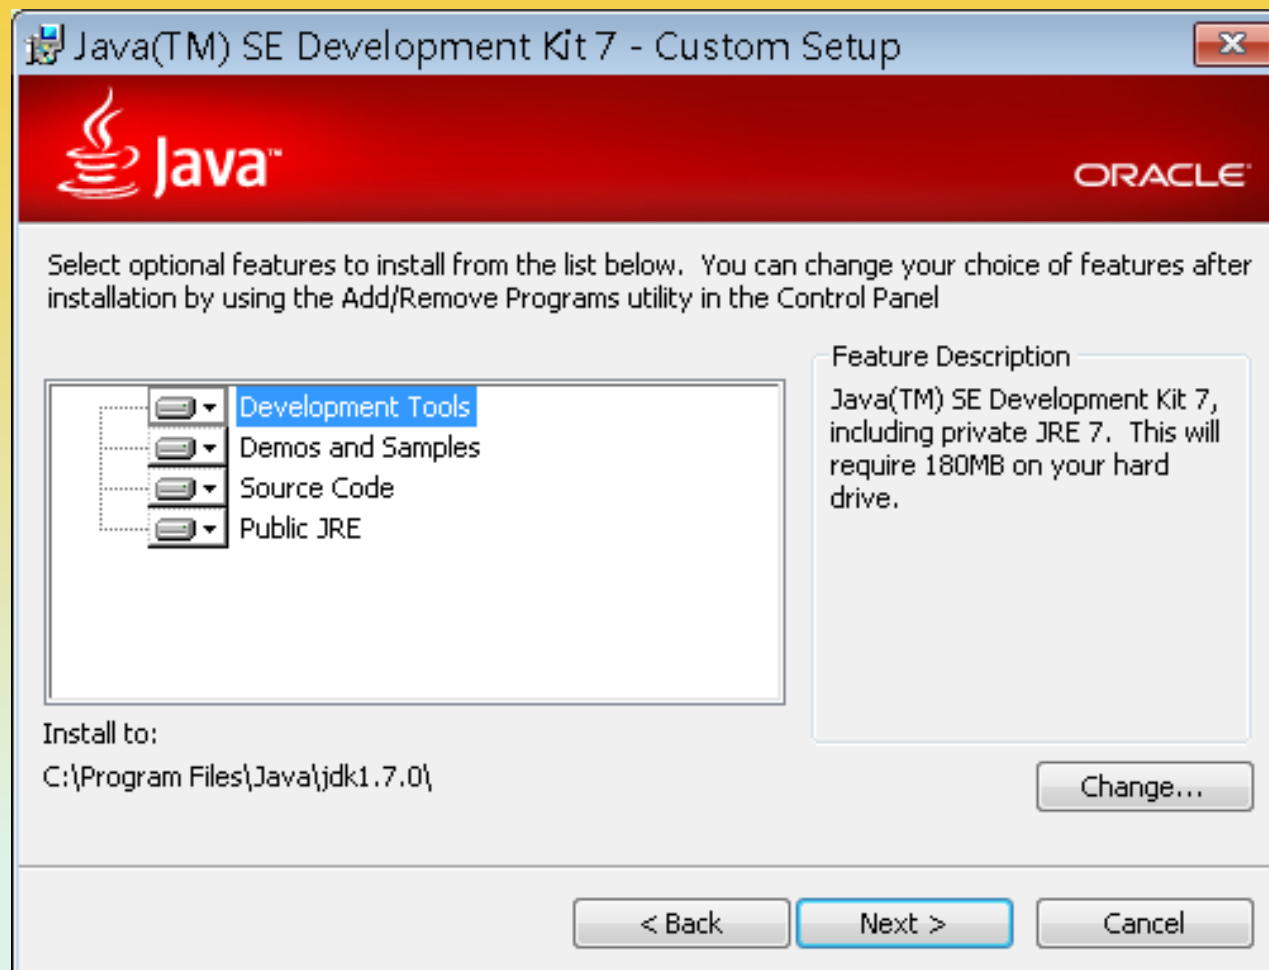 Java(TM) SE Development Kit 7 - Custom Setup
Java™
ORACLE
Select optional features to install from the list below.  You can change your choice of features after
installation by using the Add/Remove Programs utility in the Control Panel
Development Tools
Demos and Samples
Source Code
Public JRE
Feature Description
Java(TM) SE Development Kit 7,
including private JRE 7.  This will
require 180MB on your hard
drive.
Install to:
C:\Program Files\Java\jdk1.7.0\
Change...
< Back
Next >
Cancel